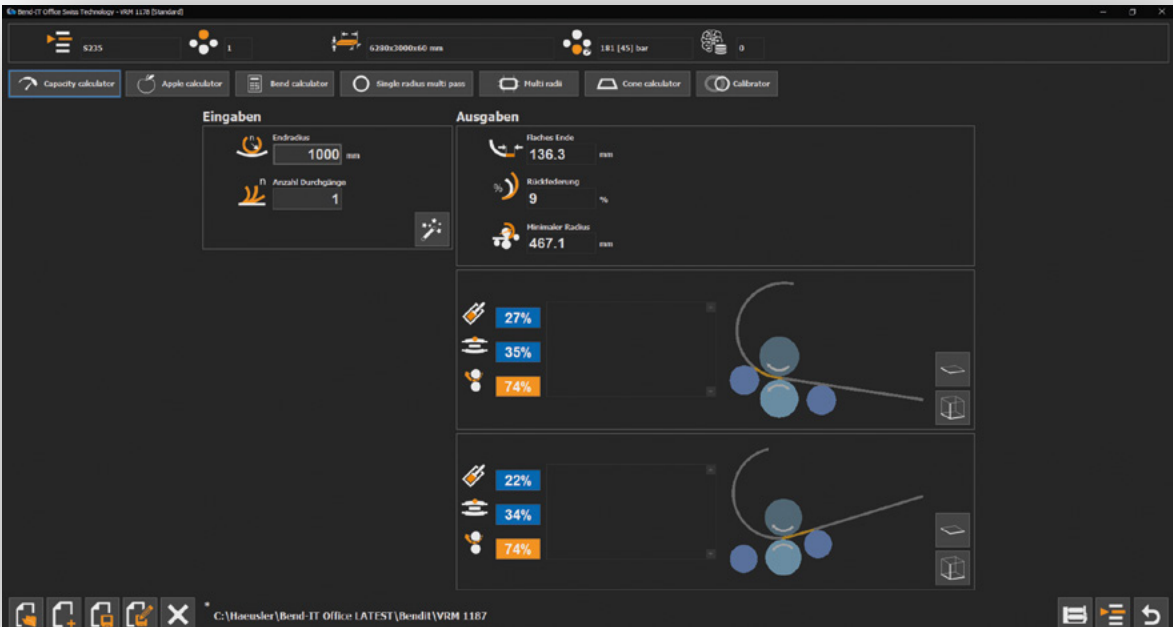 Bend-IT Office Swiss Technology - VRM 1178 [Standard]
S235 1 6280x3000x60 mm 181 [45] bar 0
Capacity calculator Apple calculator Bend calculator Single radius multi pass Multi radii Cone calculator Calibrator
Eingaben Ausgaben
Endradius
1000 mm
n Anzahl Durchgänge
1
Flaches Ende
136.3 mm
% Rückfederung
9 %
Minimaler Radius
467.1 mm
27%
35%
74%
22%
34%
74%
* C:\Haeusler\Bend-IT Office LATEST\Bendit\VRM 1187